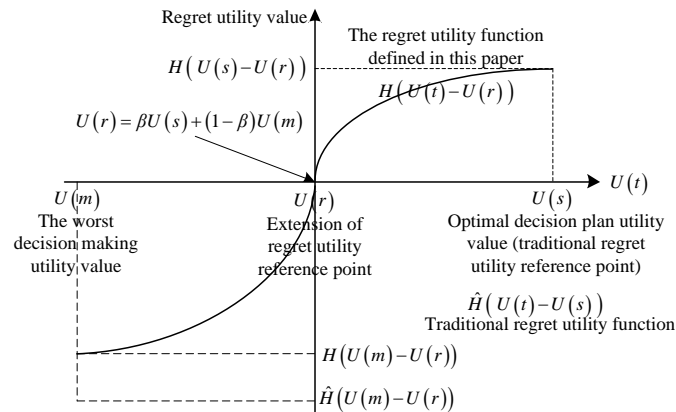 Regret utility value
The regret utility function
defined in this paper
H(U(s)−U(r))
H(U(t)−U(r))
U(r) = βU(s)+(1−β)U(m)
U(m)
U(r)
U(s)
U(t)
The worst
decision making
utility value
Extension of
regret utility
reference point
Optimal decision plan utility
value (traditional regret
utility reference point)
Ĥ(U(t)−U(s))
Traditional regret utility function
H(U(m)−U(r))
Ĥ(U(m)−U(r))